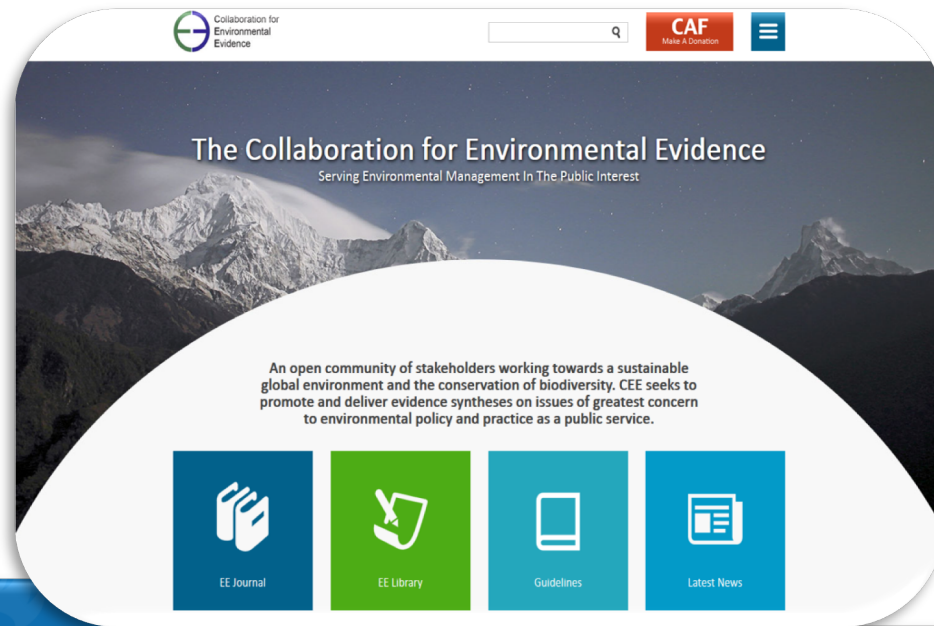 Collaboration for
Environmental
Evidence
CAF
Make A Donation
The Collaboration for Environmental Evidence
Serving Environmental Management In The Public Interest
An open community of stakeholders working towards a sustainable
global environment and the conservation of biodiversity. CEE seeks to
promote and deliver evidence syntheses on issues of greatest concern
to environmental policy and practice as a public service.
EE Journal
EE Library
Guidelines
Latest News